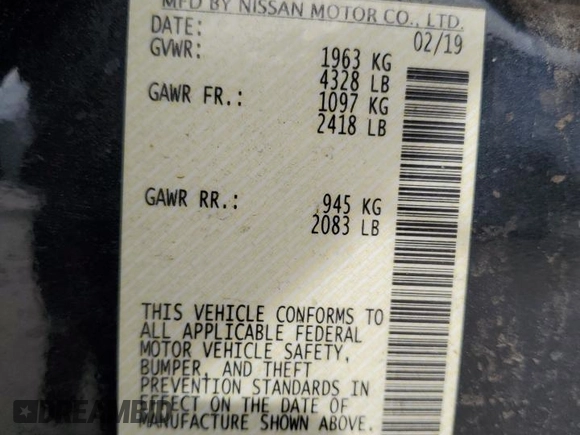 MFD BY NISSAN MOTOR CO., LTD.
DATE: 02/19
GVWR: 1963 KG
4328 LB
GAWR FR.: 1097 KG
2418 LB
GAWR RR.: 945 KG
2083 LB
THIS VEHICLE CONFORMS TO
ALL APPLICABLE FEDERAL
MOTOR VEHICLE SAFETY,
BUMPER, AND THEFT
PREVENTION STANDARDS IN
EFFECT ON THE DATE OF
MANUFACTURE SHOWN ABOVE.
DREAMBID